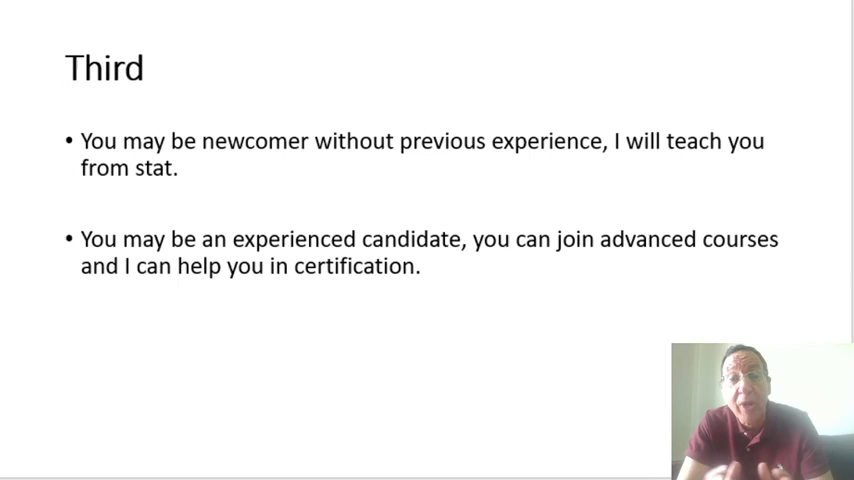 Third
• You may be newcomer without previous experience, I will teach you
from stat.
• You may be an experienced candidate, you can join advanced courses
and I can help you in certification.